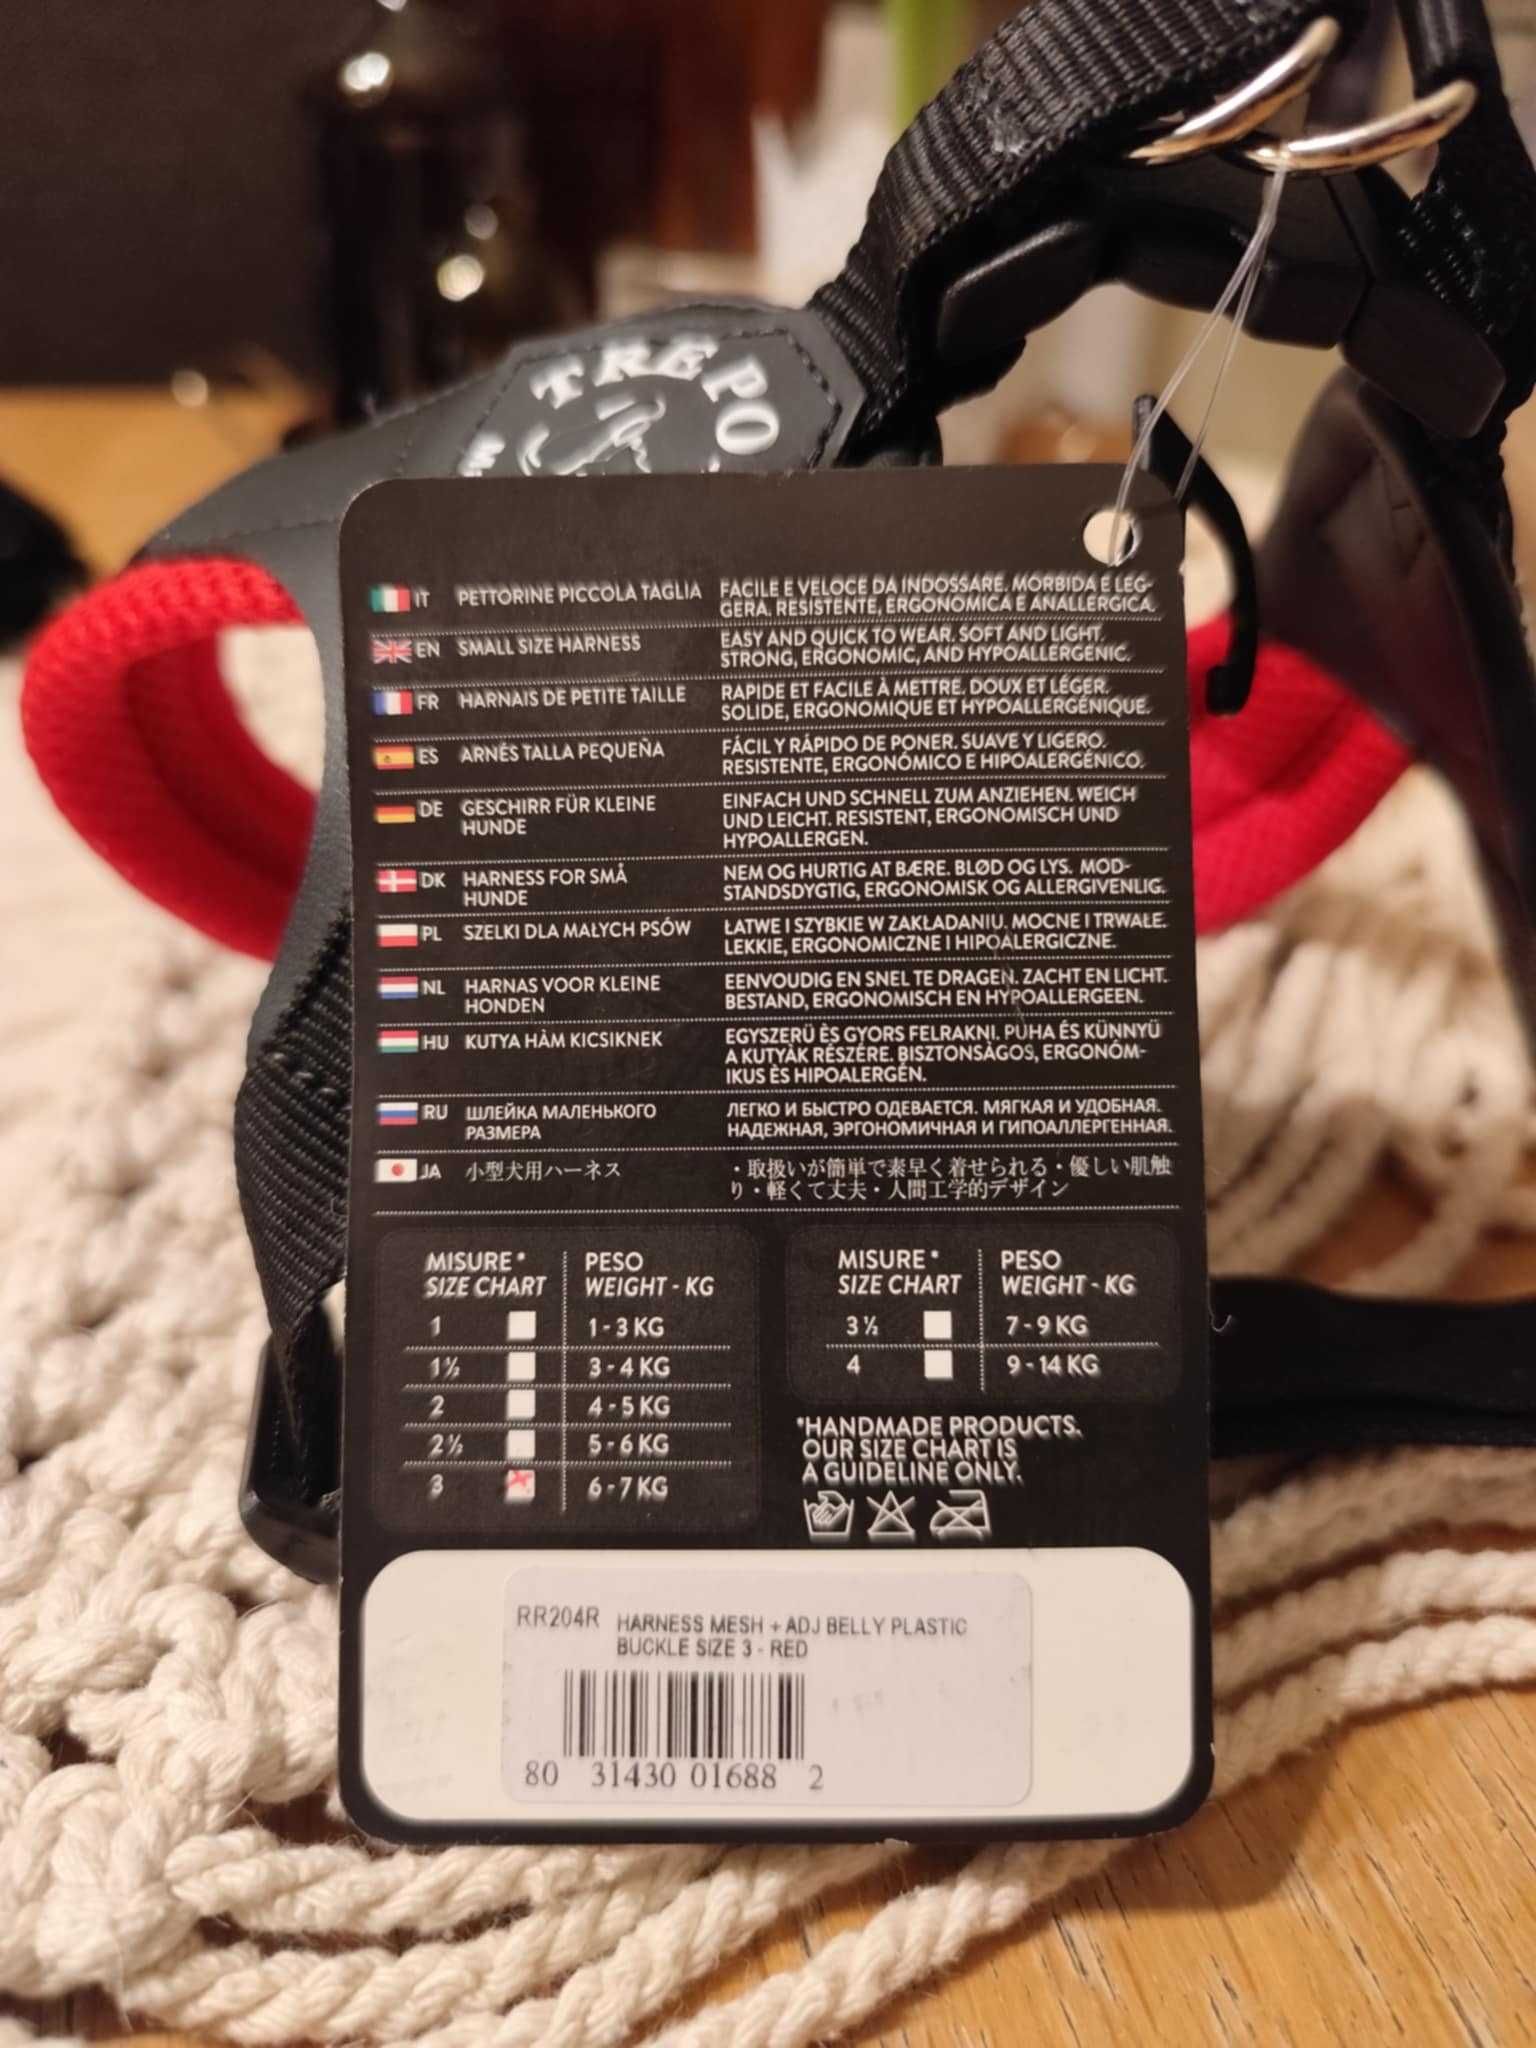 TRE PO
IT PETTORINE PICCOLA TAGLIA
FACILE E VELOCE DA INDOSSARE. MORBIDA E LEG-
GERA. RESISTENTE, ERGONOMICA E ANALLERGICA.
EN SMALL SIZE HARNESS
EASY AND QUICK TO WEAR. SOFT AND LIGHT.
STRONG, ERGONOMIC, AND HYPOALLERGENIC.
FR HARNAIS DE PETITE TAILLE
RAPIDE ET FACILE À METTRE. DOUX ET LÉGER.
SOLIDE, ERGONOMIQUE ET HYPOALLERGÉNIQUE.
ES ARNÉS TALLA PEQUEÑA
FÁCIL Y RÁPIDO DE PONER. SUAVE Y LIGERO.
RESISTENTE, ERGONÓMICO E HIPOALERGÉNICO.
DE GESCHIRR FÜR KLEINE
HUNDE
EINFACH UND SCHNELL ZUM ANZIEHEN. WEICH
UND LEICHT. RESISTENT, ERGONOMISCH UND
HYPOALLERGEN.
DK HARNESS FOR SMÅ
HUNDE
NEM OG HURTIG AT BÆRE. BLØD OG LYS. MOD-
STANDSDYGTIG, ERGONOMISK OG ALLERGIVENLIG.
PL SZELKI DLA MAŁYCH PSÓW
ŁATWE I SZYBKIE W ZAKŁADANIU. MOCNE I TRWAŁE.
LEKKIE, ERGONOMICZNE I HIPOALERGICZNE.
NL HARNAS VOOR KLEINE
HONDEN
EENVOUDIG EN SNEL TE DRAGEN. ZACHT EN LICHT.
BESTAND, ERGONOMISCH EN HYPOALLERGEEN.
HU KUTYA HÀM KICSIKNEK
EGYSZERÜ ÈS GYORS FELRAKNI. PUHA ÉS KÜNNYÜ
A KUTYÀK RÉSZÉRE. BISZTONSÀGOS, ERGONÓM-
IKUS ÈS HIPOALERGÉN.
RU ШЛЕЙКА МАЛЕНЬКОГО
РАЗМЕРА
ЛЕГКО И БЫСТРО ОДЕВАЕТСЯ. МЯГКАЯ И УДОБНАЯ.
НАДЕЖНАЯ, ЭРГОНОМИЧНАЯ И ГИПОАЛЛЕРГЕННАЯ.
JA 小型犬用ハーネス
・取扱いが簡単で素早く着せられる・優しい肌触
り・軽くて丈夫・人間工学的デザイン
MISURE* PESO
SIZE CHART WEIGHT - KG
1 1 - 3 KG
1½ 3 - 4 KG
2 4 - 5 KG
2½ 5 - 6 KG
3 6 - 7 KG
MISURE* PESO
SIZE CHART WEIGHT - KG
3½ 7 - 9 KG
4 9 - 14 KG
*HANDMADE PRODUCTS.
OUR SIZE CHART IS
A GUIDELINE ONLY.
RR204R HARNESS MESH + ADJ BELLY PLASTIC
BUCKLE SIZE 3 - RED
80 31430 01688 2